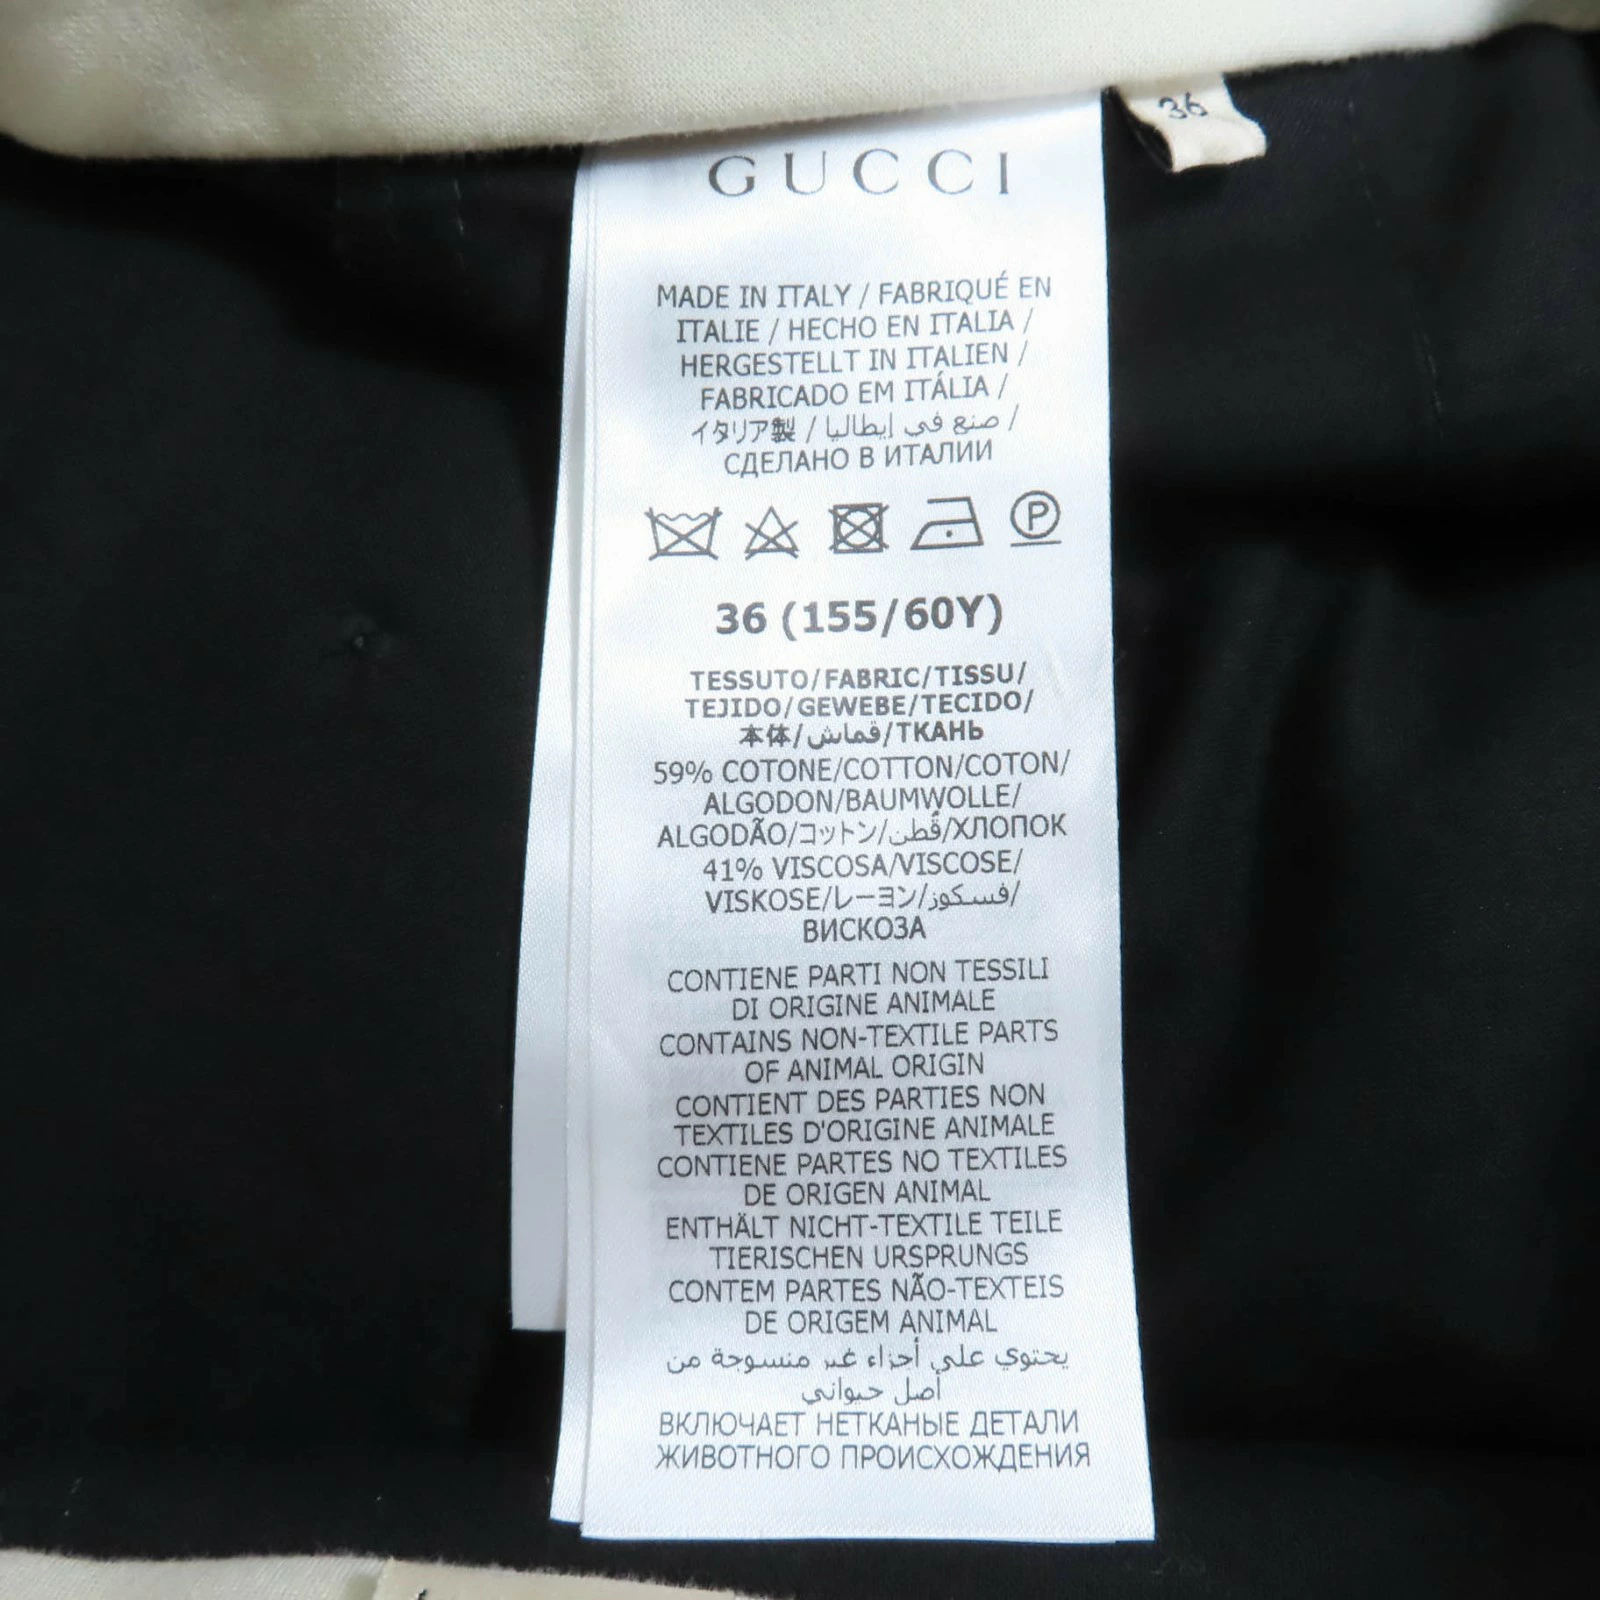 36
GUCCI
MADE IN ITALY / FABRIQUÉ EN
ITALIE / HECHO EN ITALIA /
HERGESTELLT IN ITALIEN /
FABRICADO EM ITÁLIA /
イタリア製 / صنع في إيطاليا /
СДЕЛАНО В ИТАЛИИ
P
36 (155/60Y)
TESSUTO/FABRIC/TISSU/
TEJIDO/GEWEBE/TECIDO/
本体/قماش/ТКАНЬ
59% COTONE/COTTON/COTON/
ALGODON/BAUMWOLLE/
ALGODÃO/コットン/قُطن/ХЛОПОК
41% VISCOSA/VISCOSE/
VISKOSE/レーヨン/فسكوز/
ВИСКОЗА
CONTIENE PARTI NON TESSILI
DI ORIGINE ANIMALE
CONTAINS NON-TEXTILE PARTS
OF ANIMAL ORIGIN
CONTIENT DES PARTIES NON
TEXTILES D'ORIGINE ANIMALE
CONTIENE PARTES NO TEXTILES
DE ORIGEN ANIMAL
ENTHÄLT NICHT-TEXTILE TEILE
TIERISCHEN URSPRUNGS
CONTEM PARTES NÃO-TEXTEIS
DE ORIGEM ANIMAL
يحتوي على أجزاء غير منسوجة من
أصل حيواني
ВКЛЮЧАЕТ НЕТКАНЫЕ ДЕТАЛИ
ЖИВОТНОГО ПРОИСХОЖДЕНИЯ